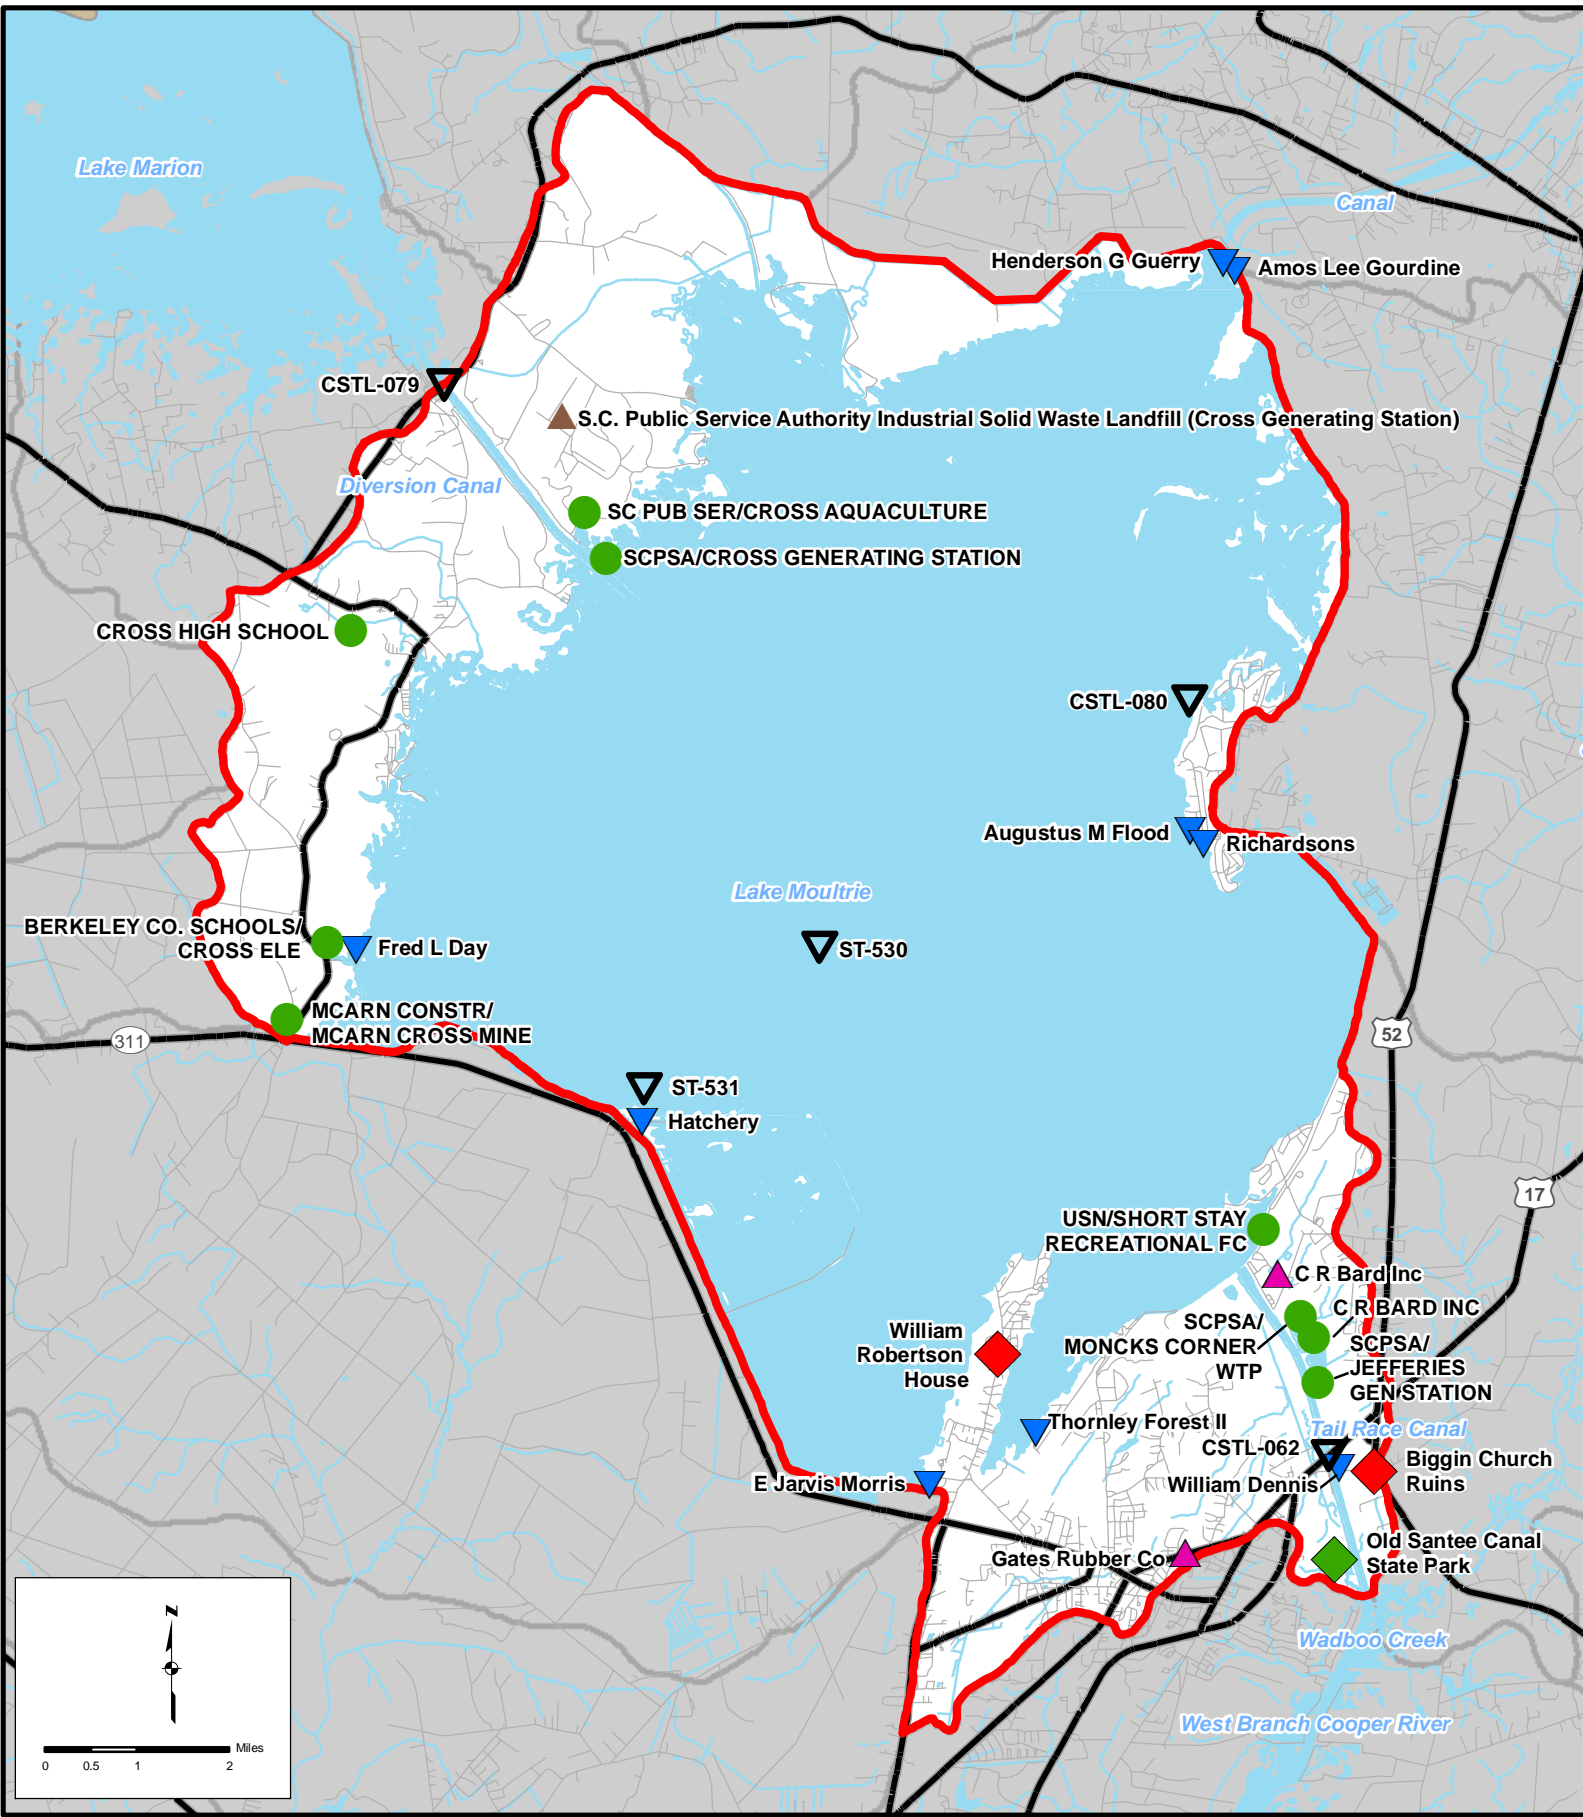 Lake Marion
Canal
Henderson G Guerry
Amos Lee Gourdine
CSTL-079
S.C. Public Service Authority Industrial Solid Waste Landfill (Cross Generating Station)
Diversion Canal
SC PUB SER/CROSS AQUACULTURE
SCPSA/CROSS GENERATING STATION
CROSS HIGH SCHOOL
CSTL-080
Augustus M Flood
Richardsons
Lake Moultrie
BERKELEY CO. SCHOOLS/
CROSS ELE
Fred L Day
ST-530
MCARN CONSTR/
MCARN CROSS MINE
311
52
ST-531
Hatchery
17
USN/SHORT STAY
RECREATIONAL FC
C R Bard Inc
C R BARD INC
SCPSA/
MONCKS CORNER
WTP
SCPSA/
JEFFERIES
GEN STATION
William
Robertson
House
Thornley Forest II
Tail Race Canal
CSTL-062
William Dennis
Biggin Church
Ruins
E Jarvis Morris
Gates Rubber Co
Old Santee Canal
State Park
Wadboo Creek
West Branch Cooper River
N
Miles
0 0.5 1 2